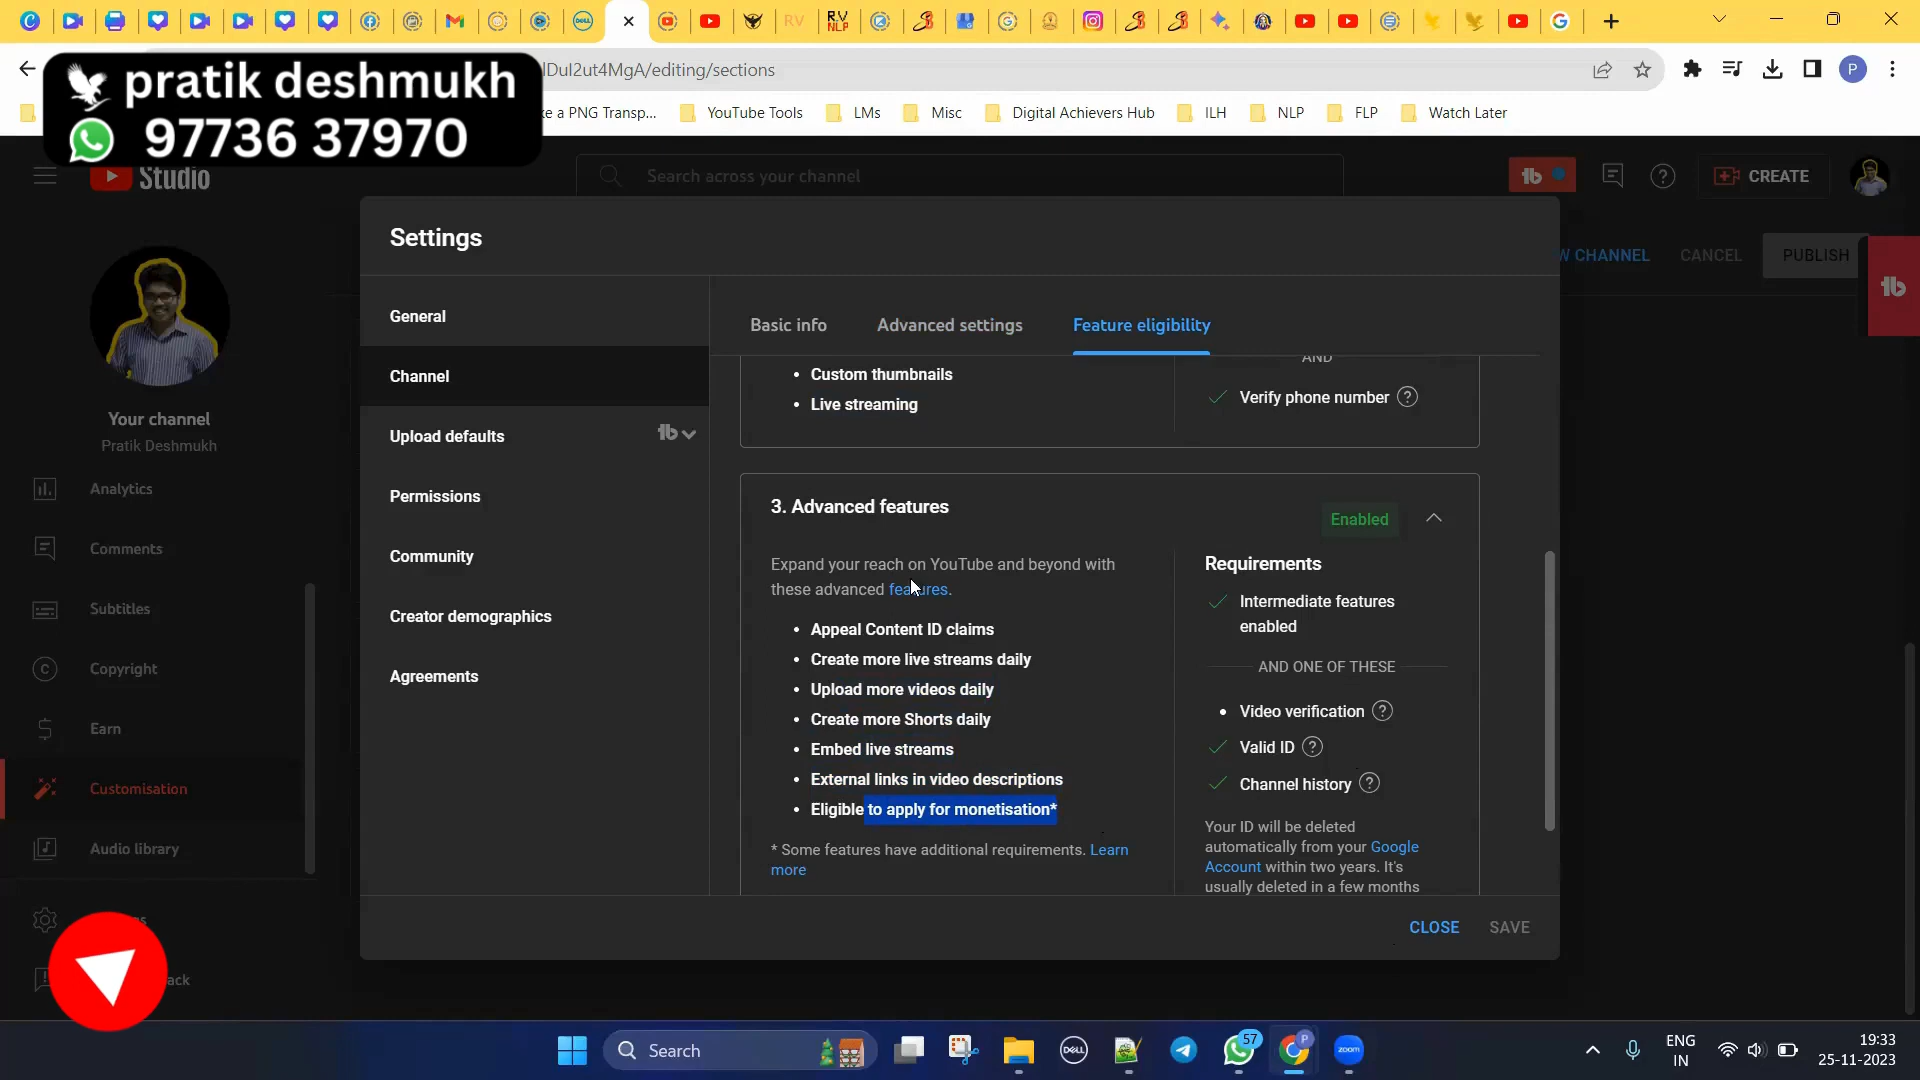 pratik deshmukh
97736 37970
IDul2ut4MgA/editing/sections
P
ke a PNG Transp...
YouTube Tools
LMs
Misc
Digital Achievers Hub
ILH
NLP
FLP
Watch Later
Studio
Search across your channel
CREATE
W CHANNEL
CANCEL
PUBLISH
Your channel
Pratik Deshmukh
Analytics
Comments
Subtitles
Copyright
Earn
Customisation
Audio library
Settings
General
Channel
Upload defaults
Permissions
Community
Creator demographics
Agreements
Basic info
Advanced settings
Feature eligibility
• Custom thumbnails
• Live streaming
AND
Verify phone number
3. Advanced features
Enabled
Expand your reach on YouTube and beyond with
these advanced features.
• Appeal Content ID claims
• Create more live streams daily
• Upload more videos daily
• Create more Shorts daily
• Embed live streams
• External links in video descriptions
• Eligible to apply for monetisation*
* Some features have additional requirements. Learn
more
Requirements
Intermediate features
enabled
AND ONE OF THESE
• Video verification
Valid ID
Channel history
Your ID will be deleted
automatically from your Google
Account within two years. It's
usually deleted in a few months
CLOSE
SAVE
Search
DELL
57
P
zoom
ENG
IN
19:33
25-11-2023